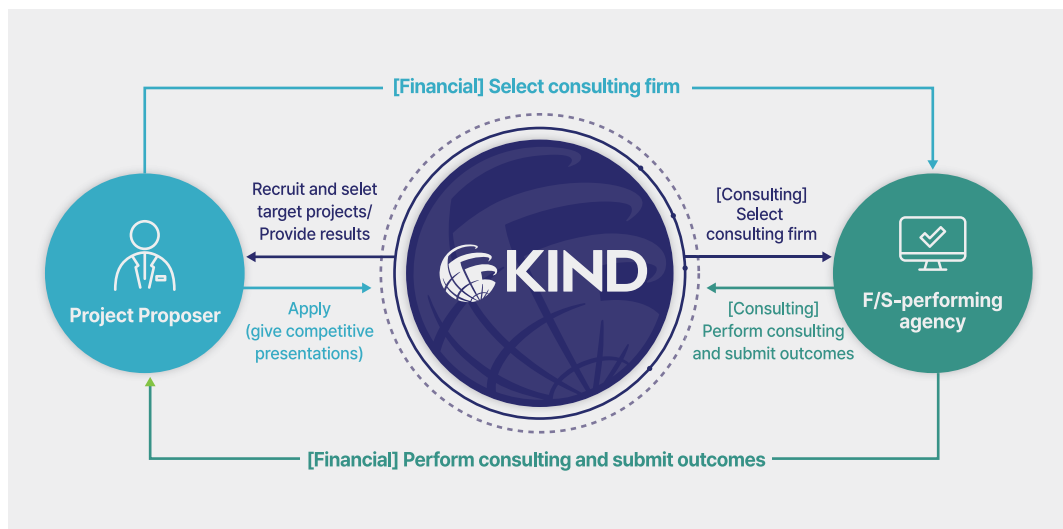 [Financial] Select consulting firm
Recruit and selet
target projects/
Provide results
[Consulting]
Select
consulting firm
KIND
Project Proposer
Apply
(give competitive
presentations)
F/S-performing
agency
[Consulting]
Perform consulting
and submit outcomes
[Financial] Perform consulting and submit outcomes